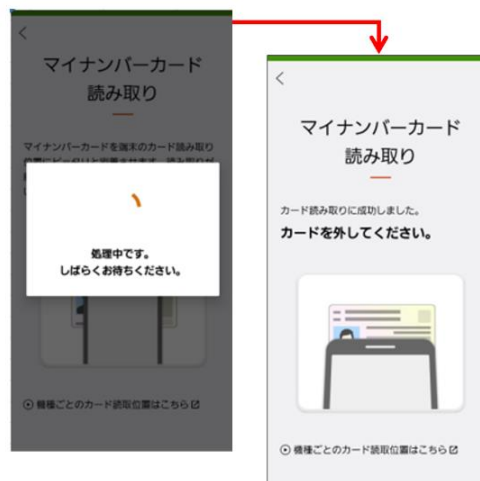 マイナンバーカード
読み取り
マイナンバーカードを端末のカード読み取り
処理中です。
しばらくお待ちください。
機種ごとのカード読取位置はこちら
マイナンバーカード
読み取り
カード読み取りに成功しました。
カードを外してください。
機種ごとのカード読取位置はこちら